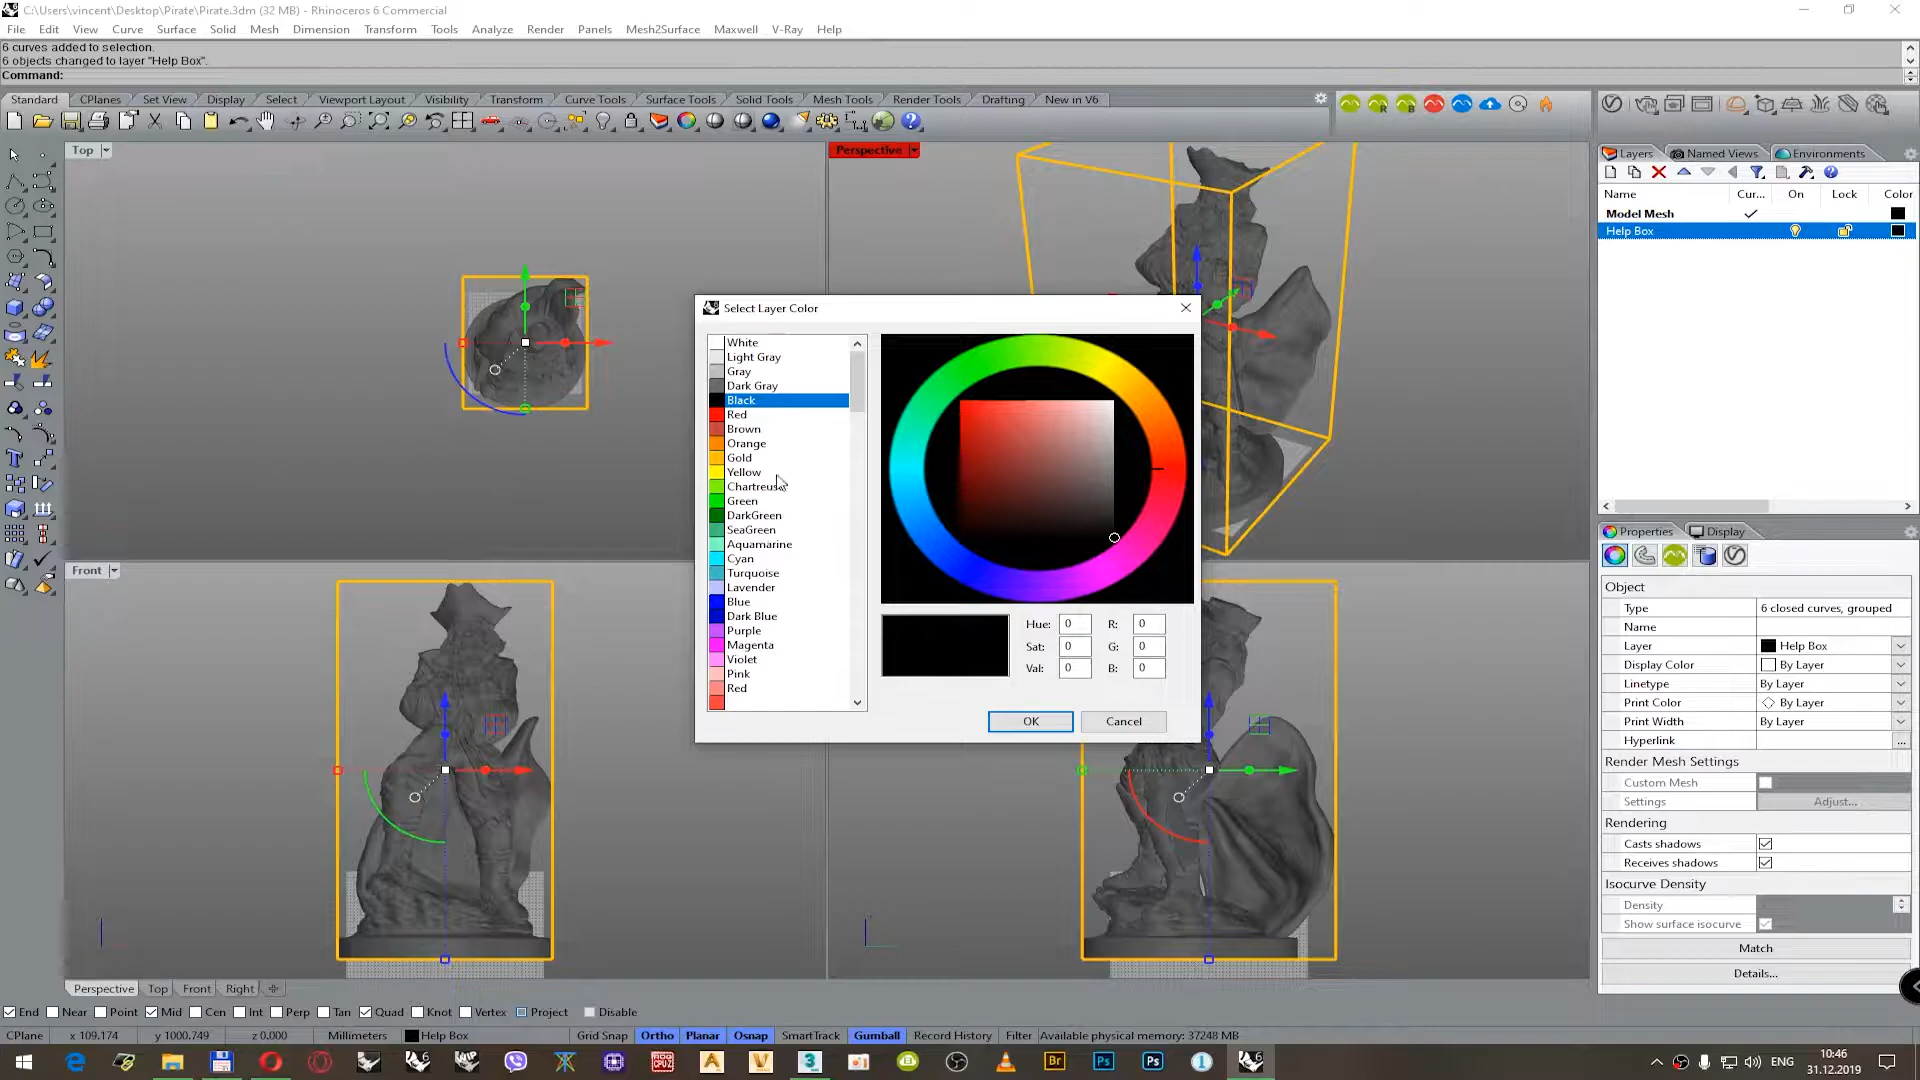 C:\Users\vincent\Desktop\Pirate\Pirate.3dm (32 MB) - Rhinoceros 6 Commercial
File Edit View Curve Surface Solid Mesh Dimension Transform Tools Analyze Render Panels Mesh2Surface Maxwell V-Ray Help
6 curves added to selection.
6 objects changed to layer "Help Box".
Command:
Standard CPlanes Set View Display Select Viewport Layout Visibility Transform Curve Tools Surface Tools Solid Tools Mesh Tools Render Tools Drafting New in V6
Top
Perspective
Layers Named Views Environments
Name Cur... On Lock Color
Model Mesh
Help Box
Select Layer Color
White
Light Gray
Gray
Dark Gray
Black
Red
Brown
Orange
Gold
Yellow
Chartreuse
Green
DarkGreen
SeaGreen
Aquamarine
Cyan
Turquoise
Lavender
Blue
Dark Blue
Purple
Magenta
Violet
Pink
Red
Hue: 0 R: 0
Sat: 0 G: 0
Val: 0 B: 0
OK Cancel
Front
Properties Display
Object
Type 6 closed curves, grouped
Name
Layer Help Box
Display Color By Layer
Linetype By Layer
Print Color By Layer
Print Width By Layer
Hyperlink ...
Render Mesh Settings
Custom Mesh
Settings Adjust...
Rendering
Casts shadows
Receives shadows
Isocurve Density
Density
Show surface isocurve
Match
Details...
Perspective Top Front Right
End Near Point Mid Cen Int Perp Tan Quad Knot Vertex Project Disable
CPlane x 109.174 y 1000.749 z 0.000 Millimeters Help Box Grid Snap Ortho Planar Osnap SmartTrack Gumball Record History Filter Available physical memory: 37248 MB
ENG
10:46
31.12.2019